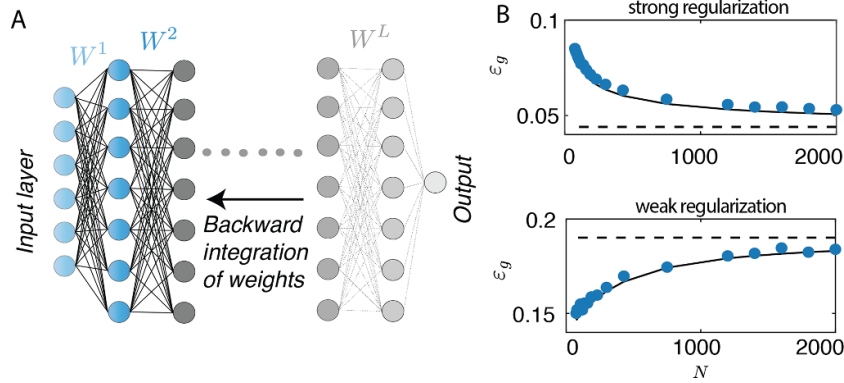 A
W^1
W^2
W^L
Input layer
Backward
integration
of weights
Output
B
strong regularization
ε_g
0.1
0.05
0
1000
2000
weak regularization
ε_g
0.2
0.15
0
1000
2000
N